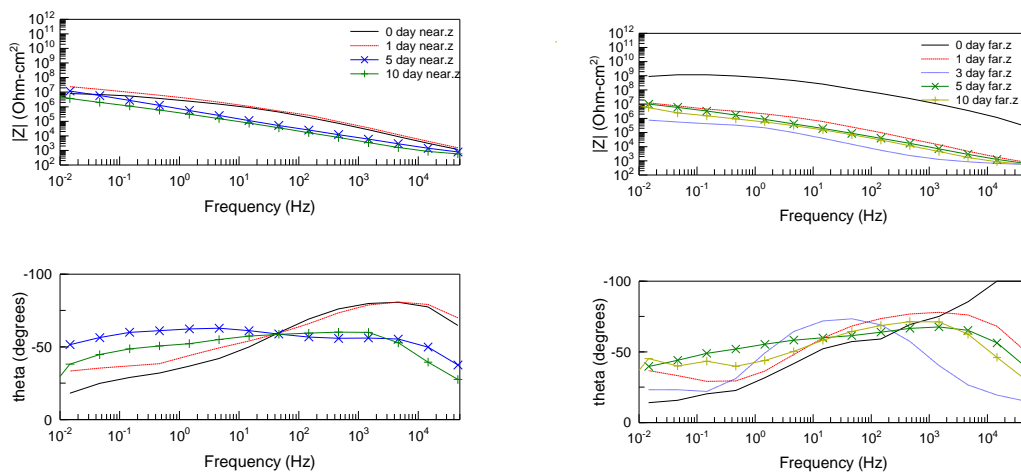 10^12
10^11
10^10
10^9
10^8
10^7
10^6
10^5
10^4
10^3
10^2
|Z| (Ohm-cm²)
0 day near.z
1 day near.z
5 day near.z
10 day near.z
10^-2 10^-1 10^0 10^1 10^2 10^3 10^4
Frequency (Hz)
10^12
10^11
10^10
10^9
10^8
10^7
10^6
10^5
10^4
10^3
10^2
|Z| (Ohm-cm²)
0 day far.z
1 day far.z
3 day far.z
5 day far.z
10 day far.z
10^-2 10^-1 10^0 10^1 10^2 10^3 10^4
Frequency (Hz)
-100
-50
0
theta (degrees)
10^-2 10^-1 10^0 10^1 10^2 10^3 10^4
Frequency (Hz)
-100
-50
0
theta (degrees)
10^-2 10^-1 10^0 10^1 10^2 10^3 10^4
Frequency (Hz)